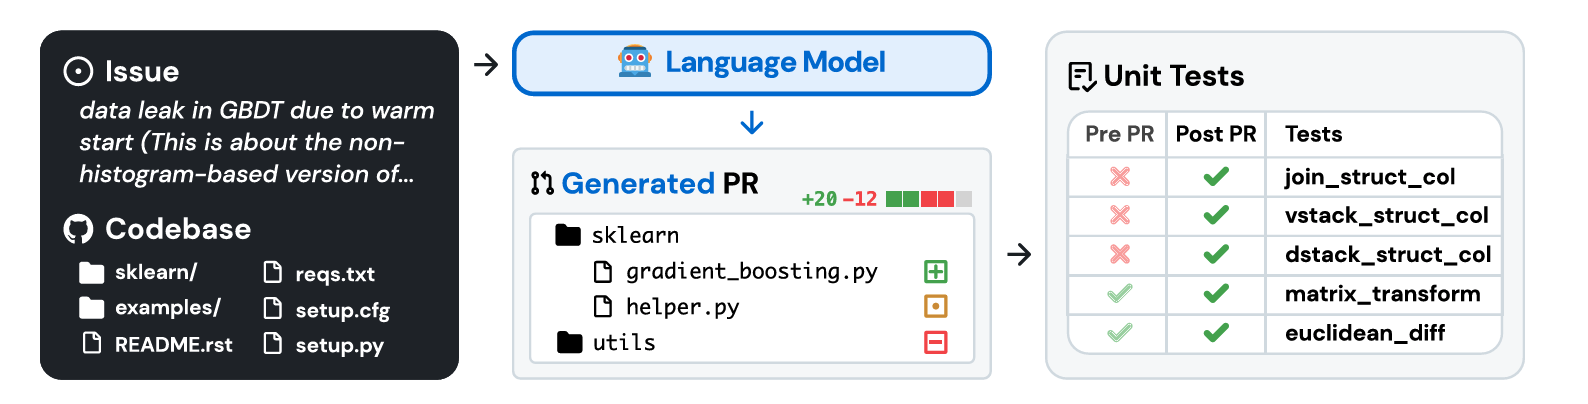 Issue
data leak in GBDT due to warm
start (This is about the non-
histogram-based version of...
Codebase
sklearn/
reqs.txt
examples/
setup.cfg
README.rst
setup.py
Language Model
Generated PR
+20 -12
sklearn
gradient_boosting.py
helper.py
utils
Unit Tests
Pre PR Post PR Tests
join_struct_col
vstack_struct_col
dstack_struct_col
matrix_transform
euclidean_diff